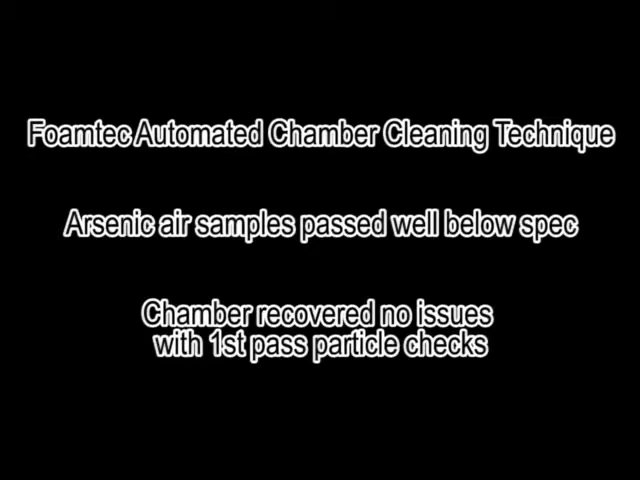 Foamtec Automated Chamber Cleaning Technique
Arsenic air samples passed well below spec
Chamber recovered no issues
with 1st pass particle checks